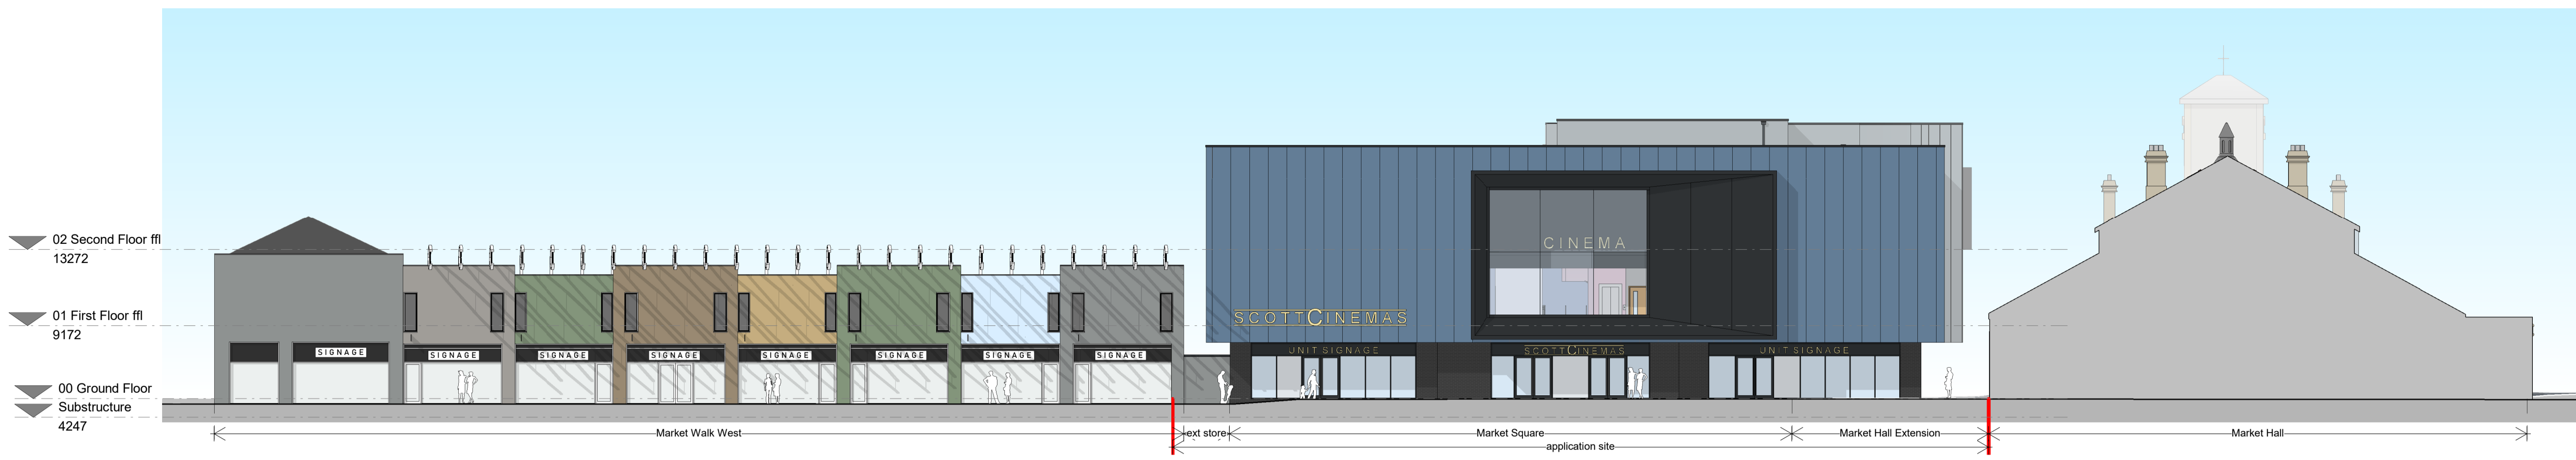 02 Second Floor ffl
13272
01 First Floor ffl
9172
00 Ground Floor
Substructure
4247
SIGNAGE
SIGNAGE
SIGNAGE
SIGNAGE
SIGNAGE
SIGNAGE
SIGNAGE
SIGNAGE
CINEMA
SCOTTCINEMAS
UNIT SIGNAGE
SCOTTCINEMAS
UNIT SIGNAGE
Market Walk West
ext store
Market Square
Market Hall Extension
Market Hall
application site